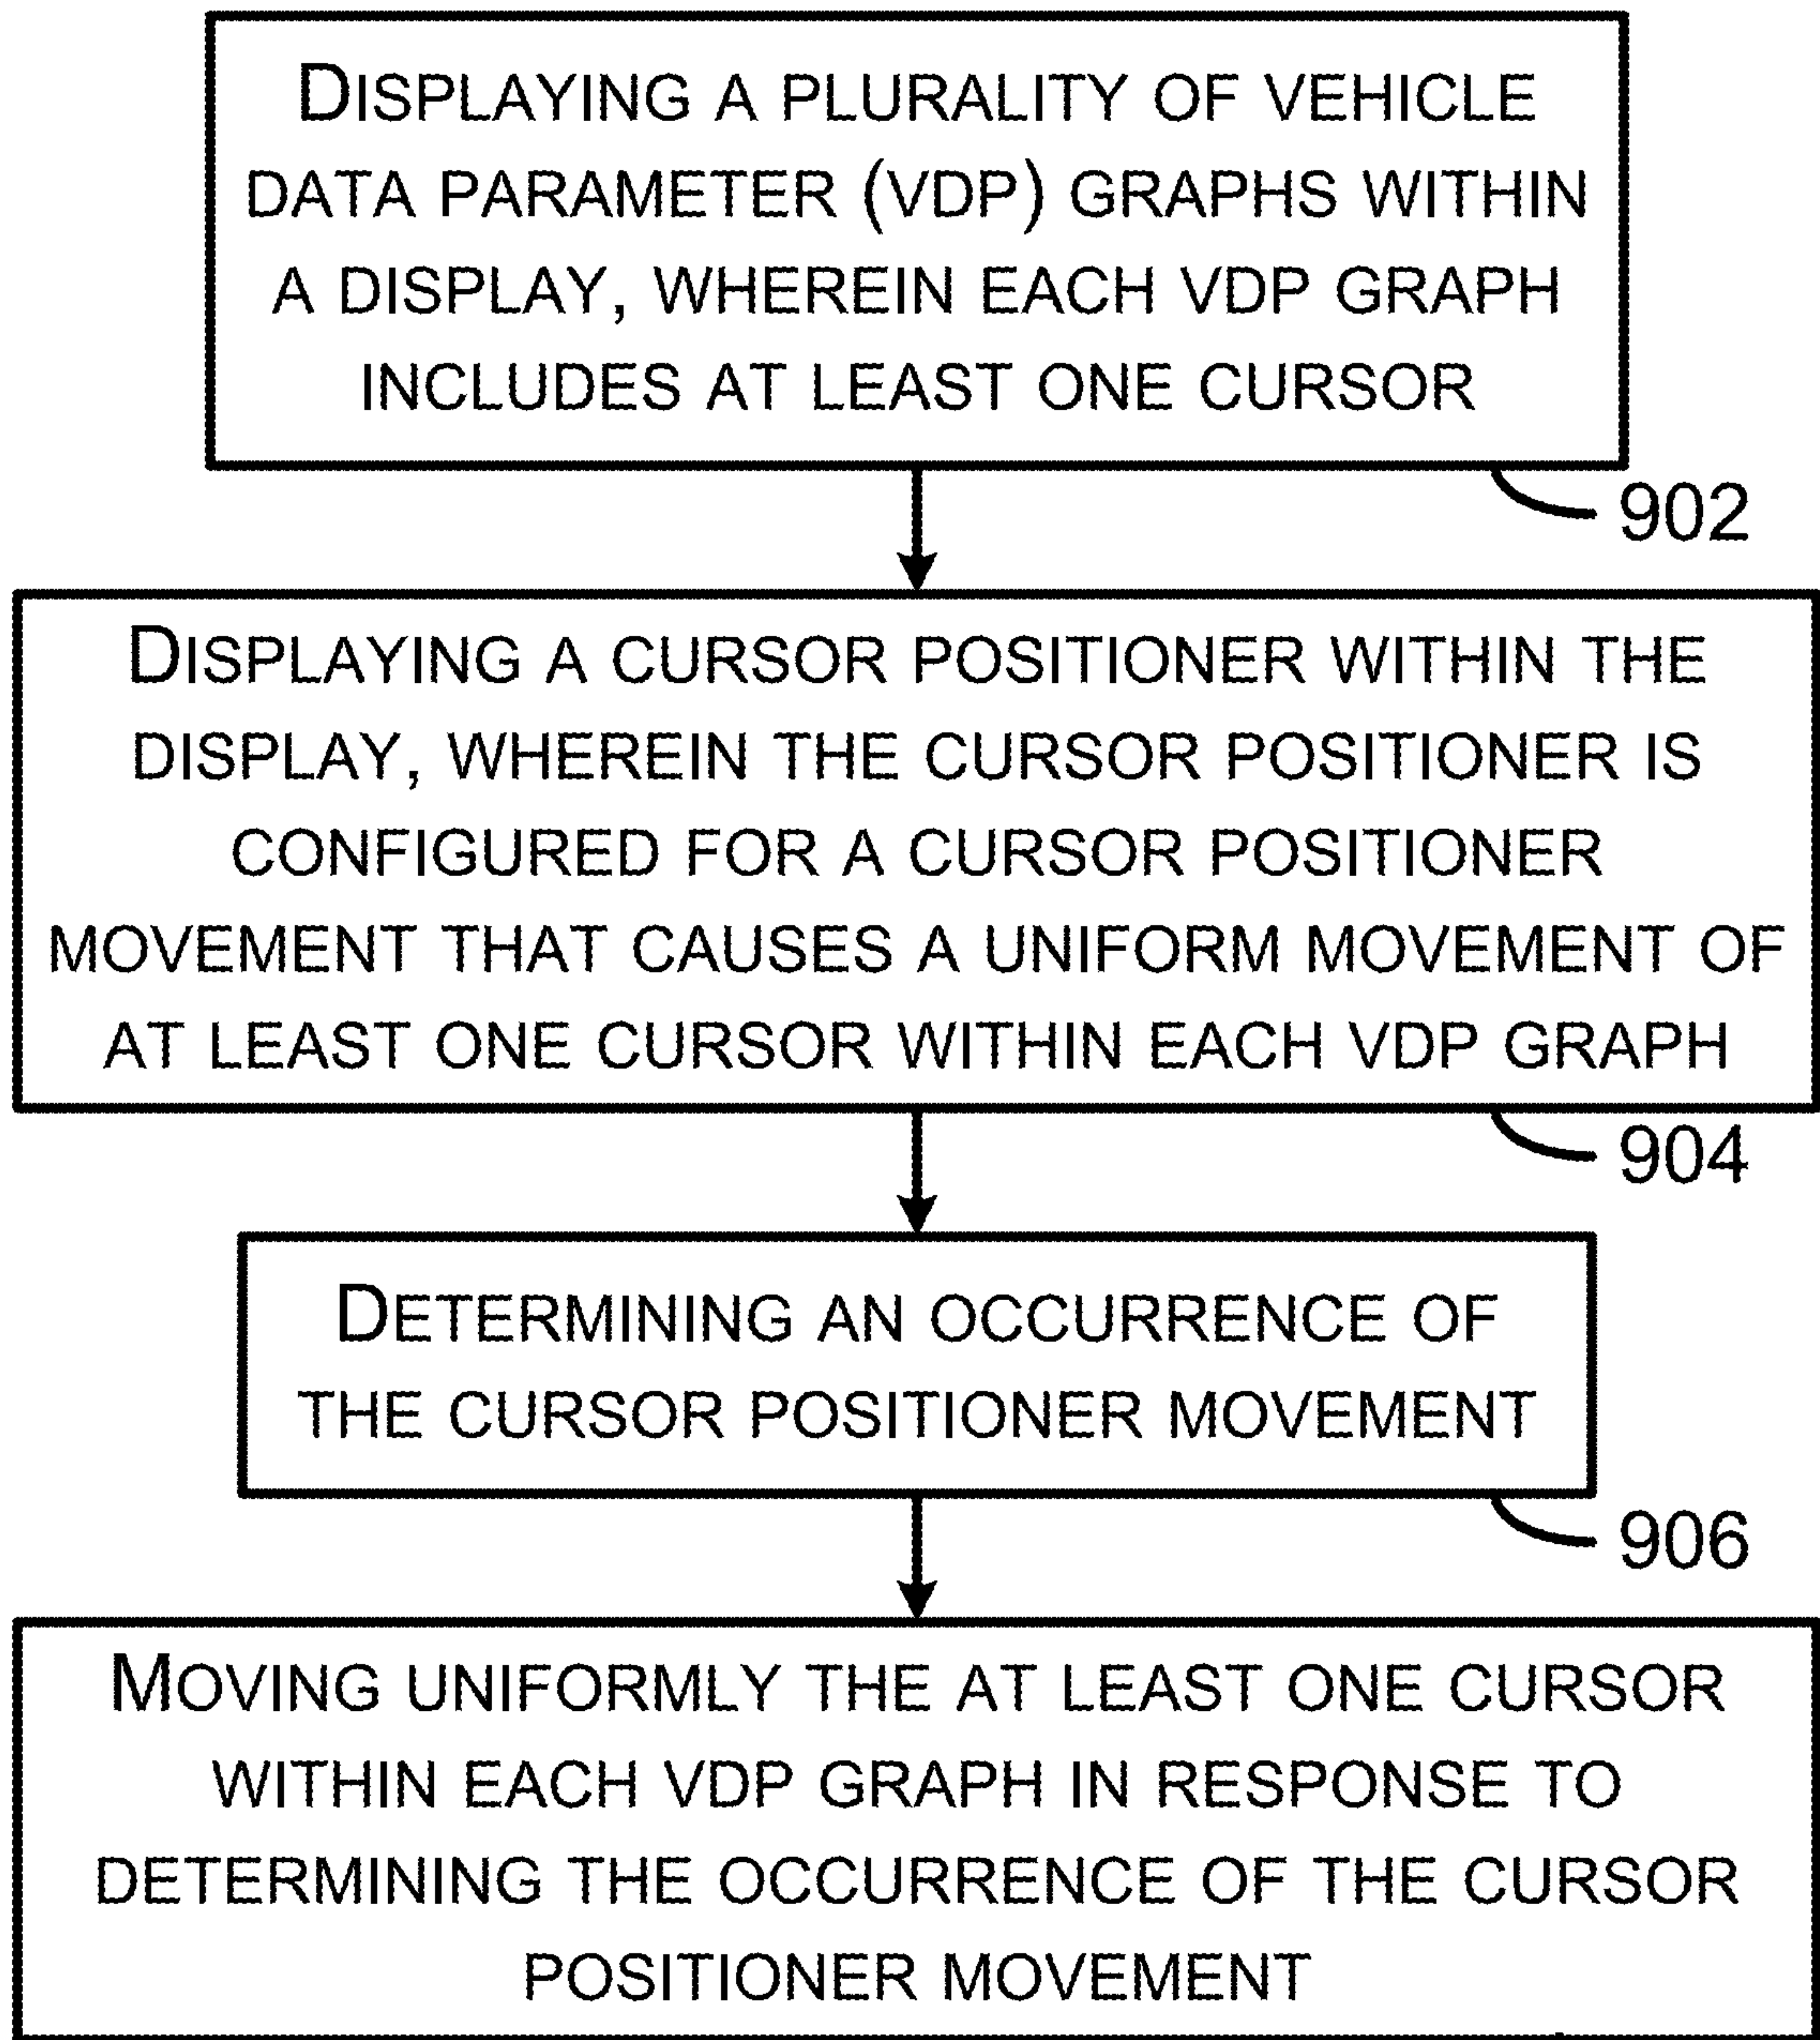 DISPLAYING A PLURALITY OF VEHICLE
DATA PARAMETER (VDP) GRAPHS WITHIN
A DISPLAY, WHEREIN EACH VDP GRAPH
INCLUDES AT LEAST ONE CURSOR
902
DISPLAYING A CURSOR POSITIONER WITHIN THE
DISPLAY, WHEREIN THE CURSOR POSITIONER IS
CONFIGURED FOR A CURSOR POSITIONER
MOVEMENT THAT CAUSES A UNIFORM MOVEMENT OF
AT LEAST ONE CURSOR WITHIN EACH VDP GRAPH
904
DETERMINING AN OCCURRENCE OF
THE CURSOR POSITIONER MOVEMENT
906
MOVING UNIFORMLY THE AT LEAST ONE CURSOR
WITHIN EACH VDP GRAPH IN RESPONSE TO
DETERMINING THE OCCURRENCE OF THE CURSOR
POSITIONER MOVEMENT